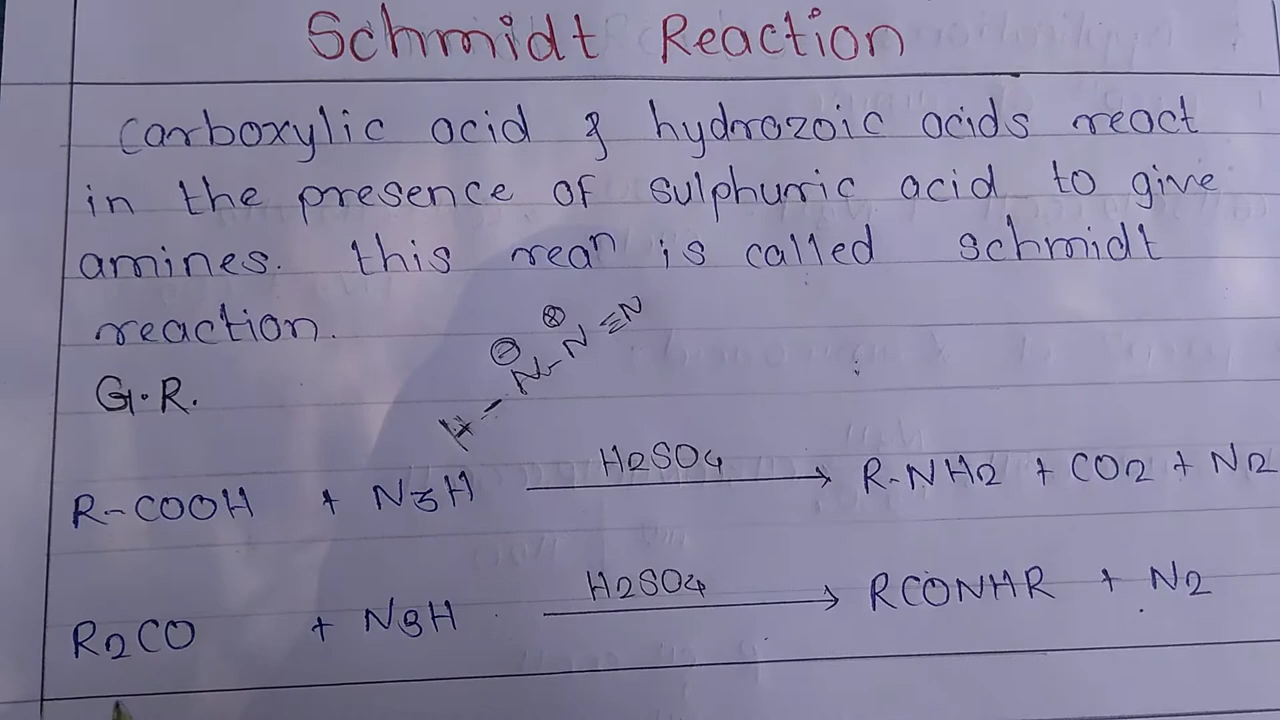 Schmidt Reaction
Carboxylic acid & hydrazoic acids react
in the presence of sulphuric acid to give
amines. this reaⁿ is called schmidt
reaction.
G.R.
H-N⊖-N⊕≡N
R-COOH + N3H H2SO4 → R-NH2 + CO2 + N2
R2CO + N3H H2SO4 → RCONHR + N2